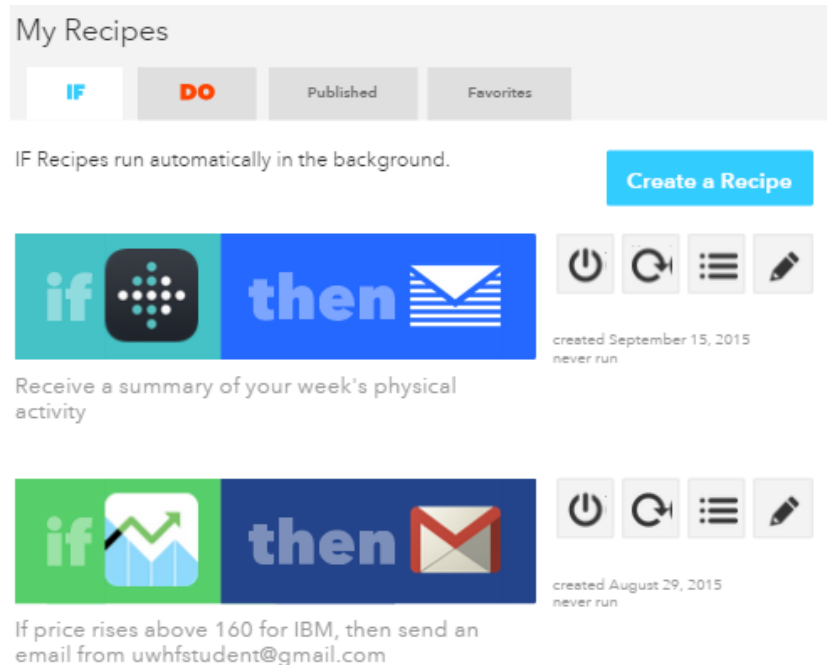 My Recipes
IF
DO
Published
Favorites
IF Recipes run automatically in the background.
Create a Recipe
if
then
created September 15, 2015
never run
Receive a summary of your week's physical
activity
if
then
created August 29, 2015
never run
If price rises above 160 for IBM, then send an
email from uwhfstudent@gmail.com